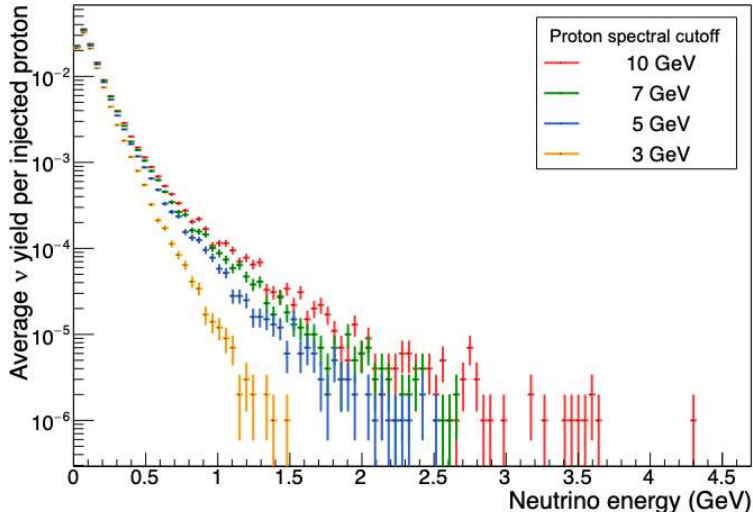 Average ν yield per injected proton
10⁻²
10⁻³
10⁻⁴
10⁻⁵
10⁻⁶
Proton spectral cutoff
10 GeV
7 GeV
5 GeV
3 GeV
0 0.5 1 1.5 2 2.5 3 3.5 4 4.5
Neutrino energy (GeV)